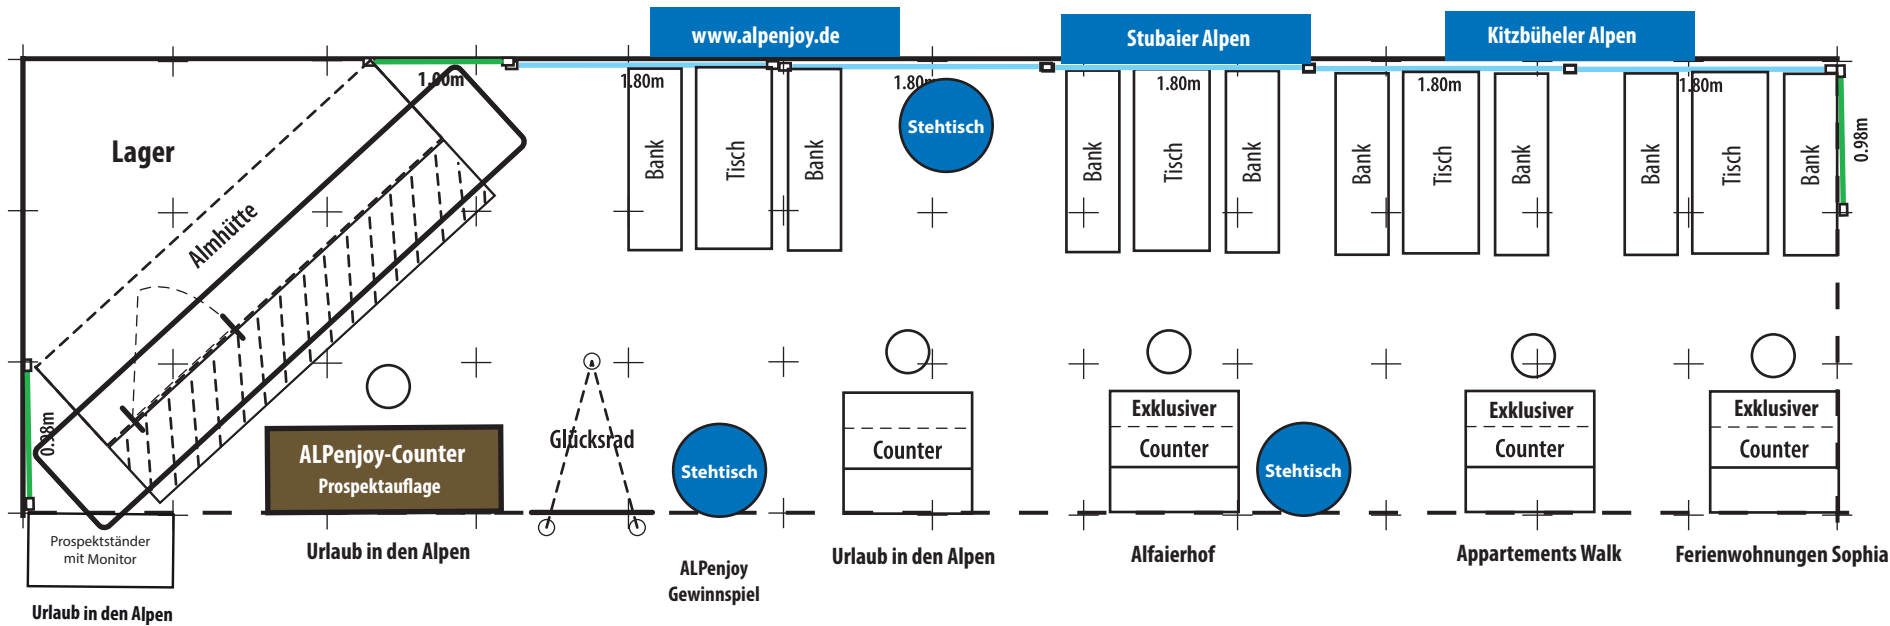 www.alpenjoy.de
Stubaier Alpen
Kitzbüheler Alpen
1.00m
1.80m
1.80m
1.80m
1.80m
1.80m
0.98m
Lager
Almhütte
Bank
Tisch
Bank
Stehtisch
Bank
Tisch
Bank
Bank
Tisch
Bank
Bank
Tisch
Bank
0.98m
ALPenjoy-Counter
Prospektauflage
Glücksrad
Stehtisch
Counter
Exklusiver
Counter
Stehtisch
Exklusiver
Counter
Exklusiver
Counter
Prospektständer
mit Monitor
Urlaub in den Alpen
Urlaub in den Alpen
ALPenjoy
Gewinnspiel
Urlaub in den Alpen
Alfaierhof
Appartements Walk
Ferienwohnungen Sophia